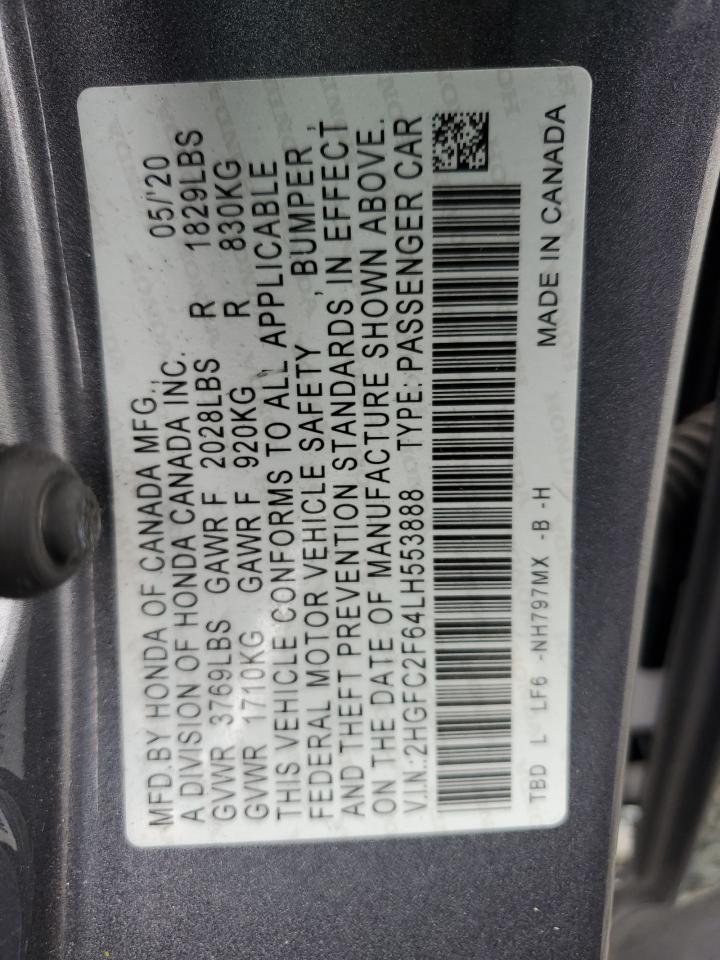 MFD. BY HONDA OF CANADA MFG., 05/'20
A DIVISION OF HONDA CANADA INC.
GVWR 3769LBS GAWR F 2028LBS R 1829LBS
GVWR 1710KG GAWR F 920KG R 830KG
THIS VEHICLE CONFORMS TO ALL APPLICABLE
FEDERAL MOTOR VEHICLE SAFETY , BUMPER ,
AND THEFT PREVENTION STANDARDS IN EFFECT
ON THE DATE OF MANUFACTURE SHOWN ABOVE.
V.I.N.:2HGFC2F64LH553888 TYPE: PASSENGER CAR
TBD L LF6 -NH797MX -B -H MADE IN CANADA